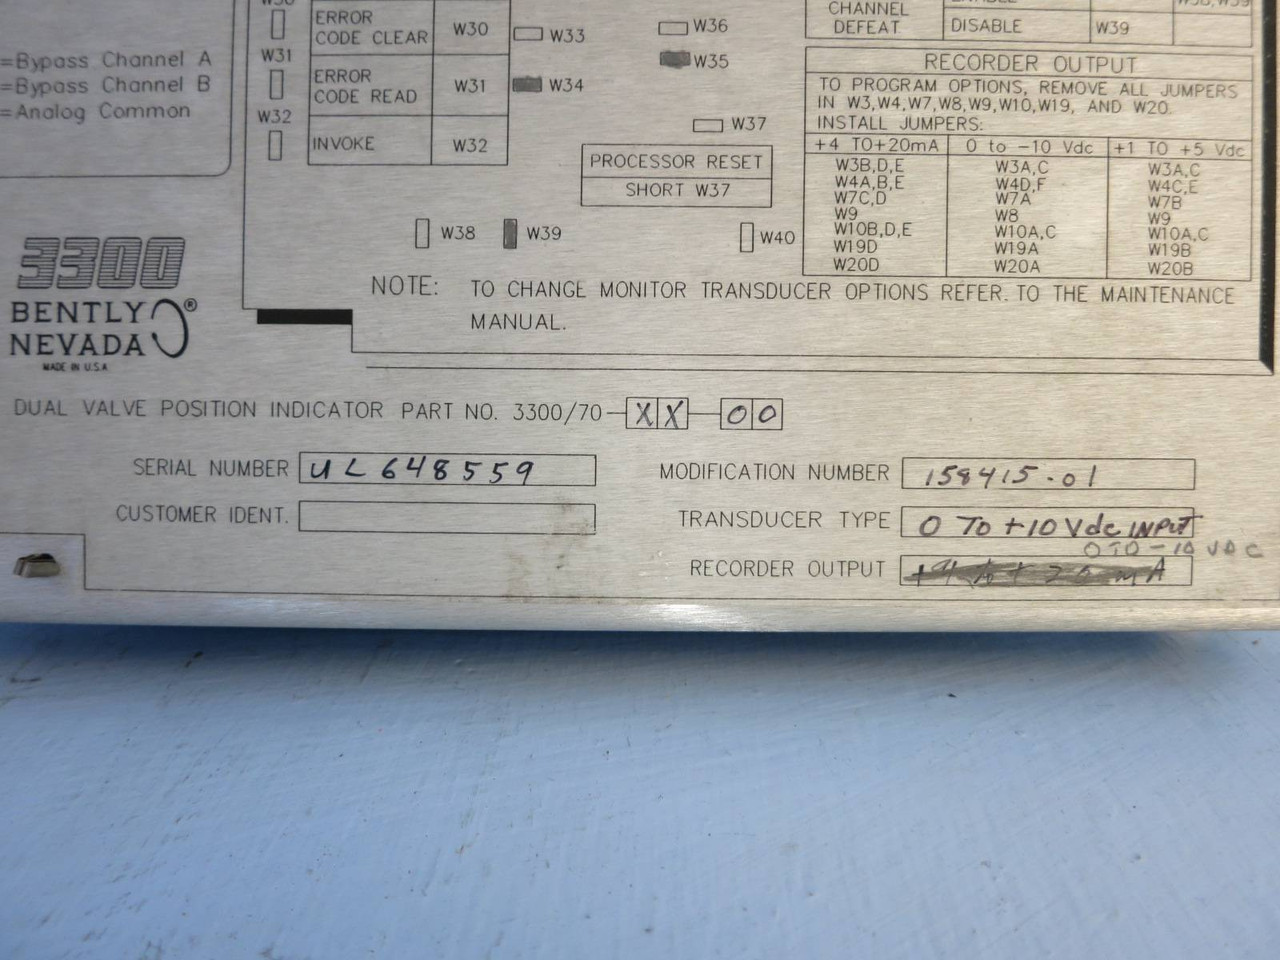 =Bypass Channel A
=Bypass Channel B
=Analog Common
W31
W32
ERROR CODE CLEAR W30
ERROR CODE READ W31
INVOKE W32
W33
W34
W36
W35
W37
PROCESSOR RESET
SHORT W37
W38
W39
W40
CHANNEL DEFEAT
DISABLE W39
RECORDER OUTPUT
TO PROGRAM OPTIONS, REMOVE ALL JUMPERS
IN W3,W4,W7,W8,W9,W10,W19, AND W20.
INSTALL JUMPERS:
+4 TO+20mA 0 to -10 Vdc +1 TO +5 Vdc
W3B,D,E W3A,C W3A,C
W4A,B,E W4D,F W4C,E
W7C,D W7A W7B
W9 W8 W9
W10B,D,E W10A,C W10A,C
W19D W19A W19B
W20D W20A W20B
NOTE: TO CHANGE MONITOR TRANSDUCER OPTIONS REFER. TO THE MAINTENANCE
MANUAL.
3300
BENTLY ®
NEVADA
MADE IN U.S.A
DUAL VALVE POSITION INDICATOR PART NO. 3300/70-XX-00
SERIAL NUMBER UL648559
MODIFICATION NUMBER 158415-01
CUSTOMER IDENT.
TRANSDUCER TYPE 0 TO +10 Vdc INPUT
0 TO -10 VDC
RECORDER OUTPUT +4 to + 20 mA